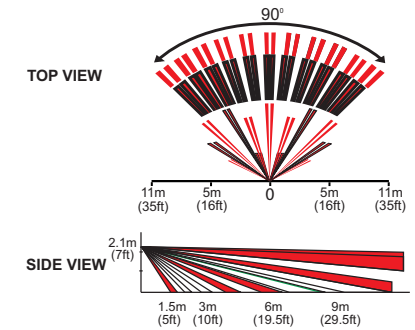 90°
TOP VIEW
11m 5m 0 5m 11m
(35ft) (16ft) (16ft) (35ft)
2.1m
(7ft)
SIDE VIEW
1.5m 3m 6m 9m
(5ft) (10ft) (19.5ft) (29.5ft)